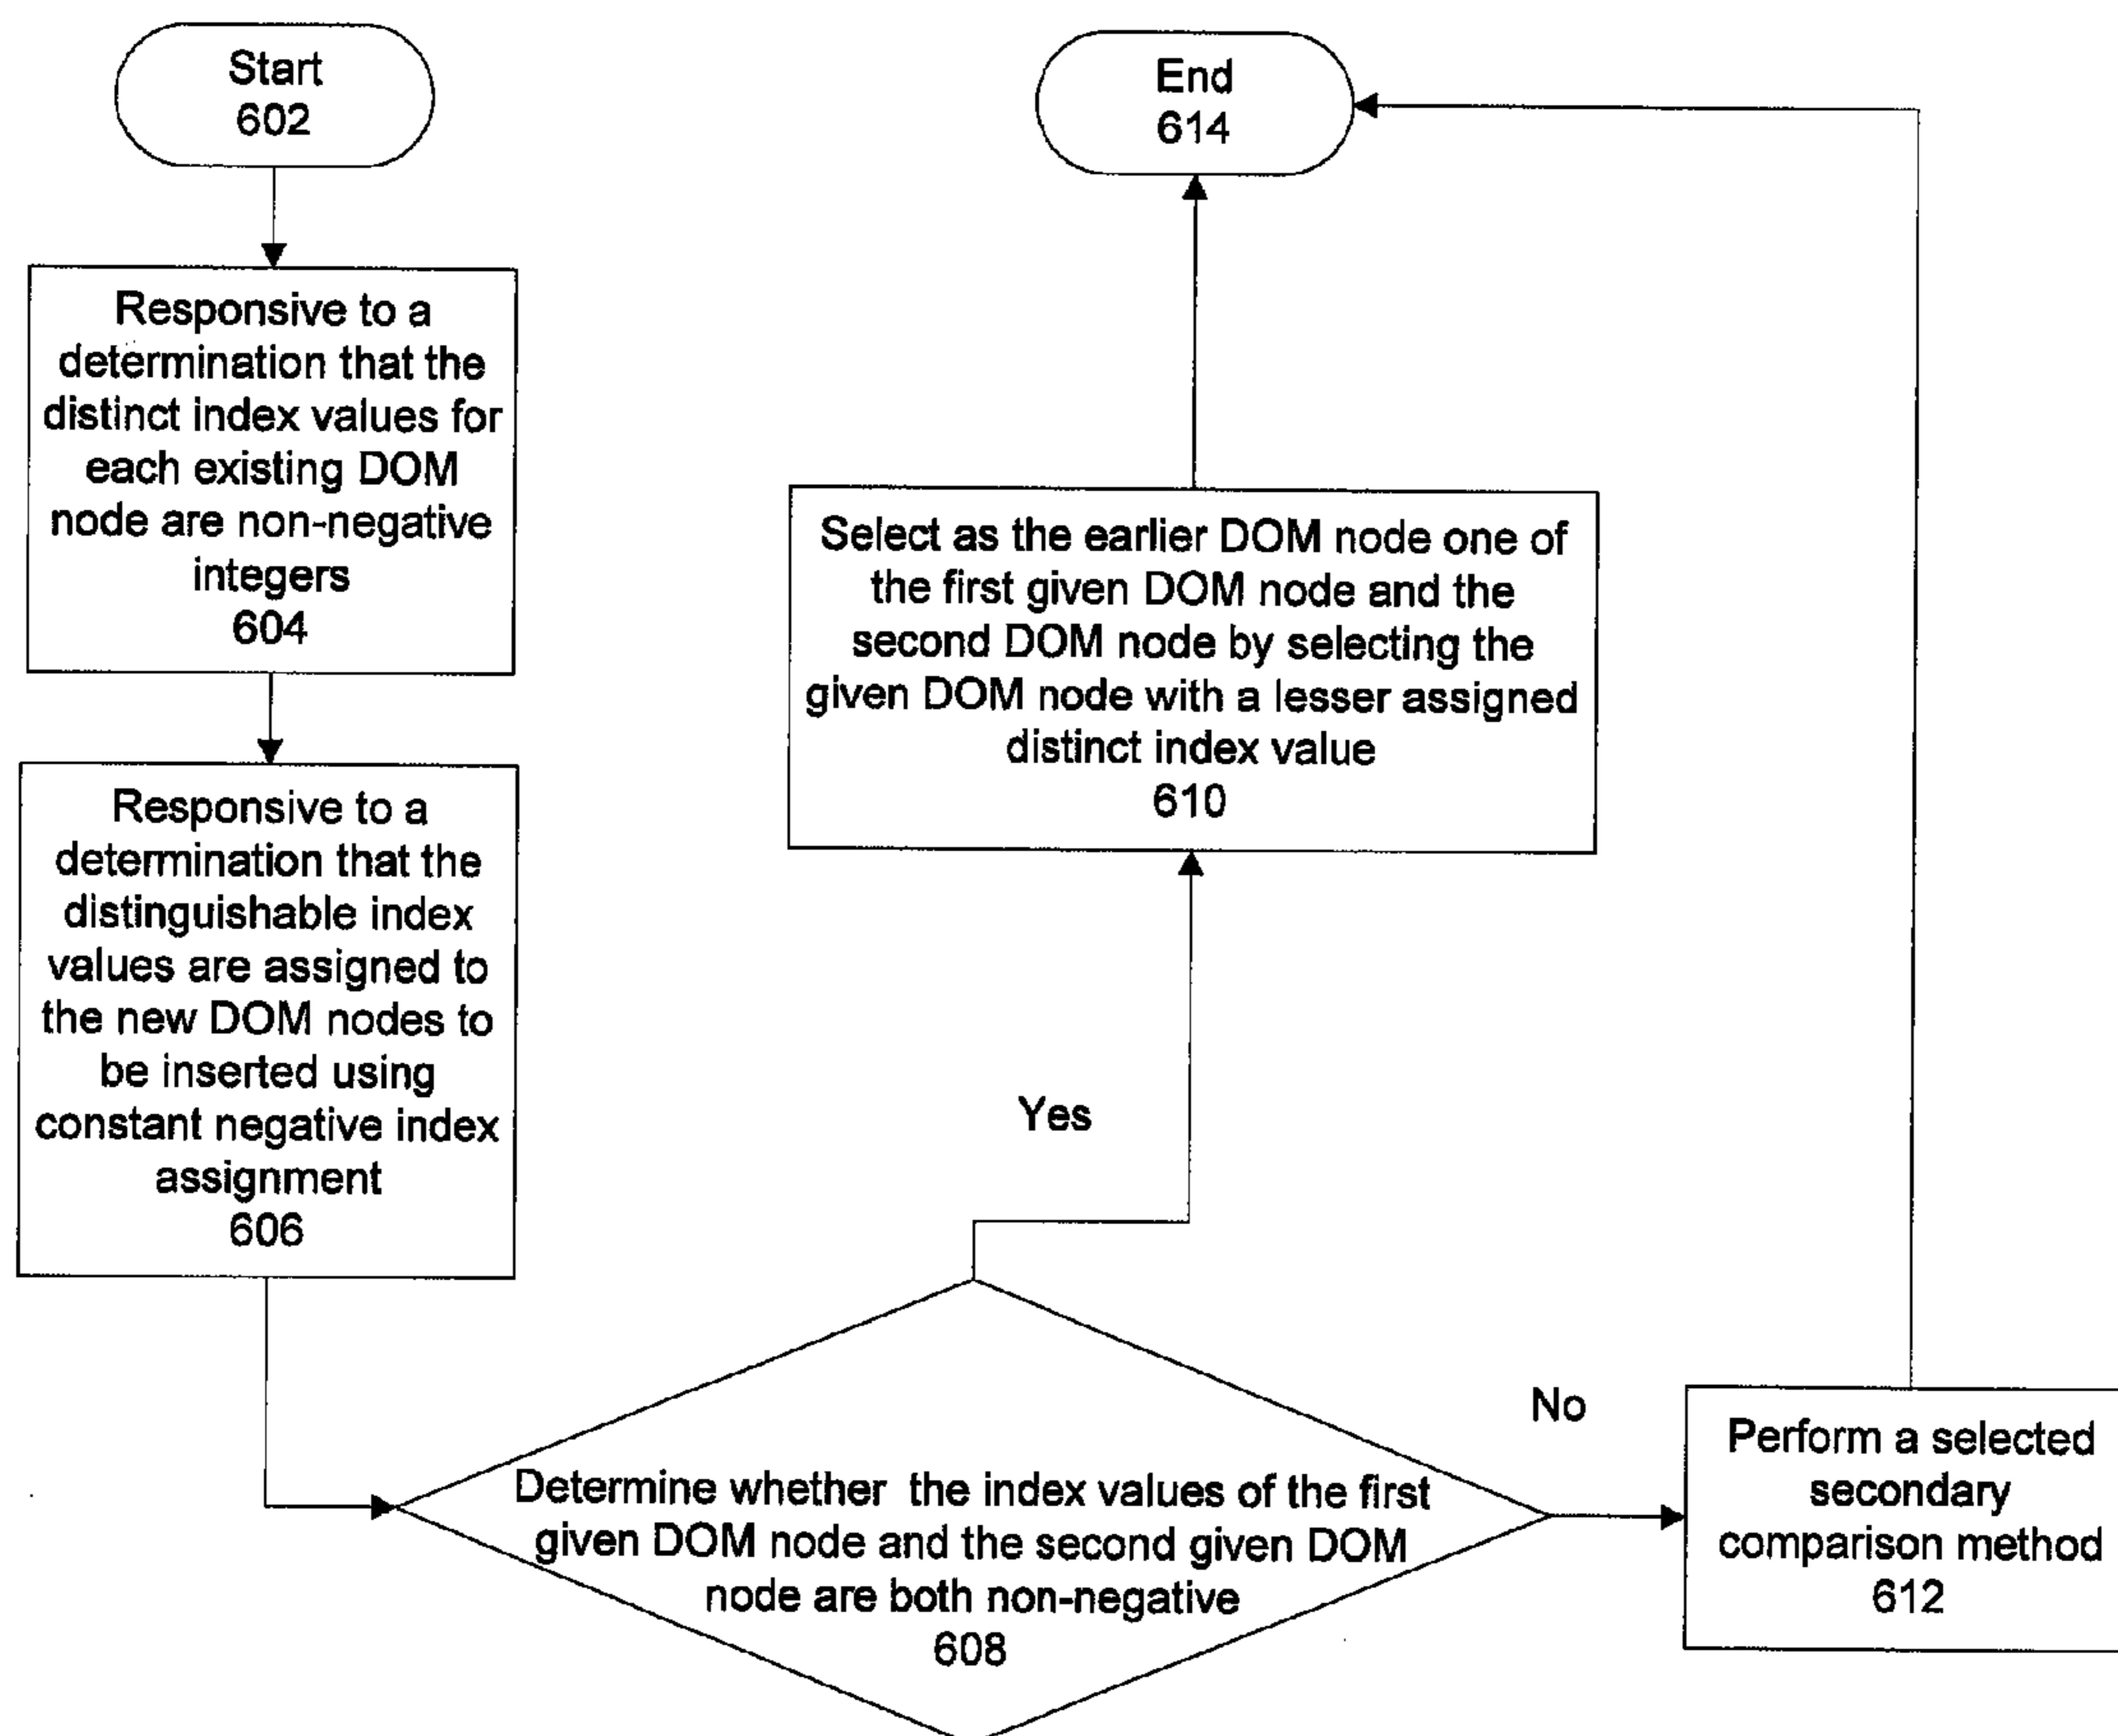 Start
602
Responsive to a
determination that the
distinct index values for
each existing DOM
node are non-negative
integers
604
Responsive to a
determination that the
distinguishable index
values are assigned to
the new DOM nodes to
be inserted using
constant negative index
assignment
606
Determine whether the index values of the first
given DOM node and the second given DOM
node are both non-negative
608
Yes
Select as the earlier DOM node one of
the first given DOM node and the
second DOM node by selecting the
given DOM node with a lesser assigned
distinct index value
610
No
Perform a selected
secondary
comparison method
612
End
614